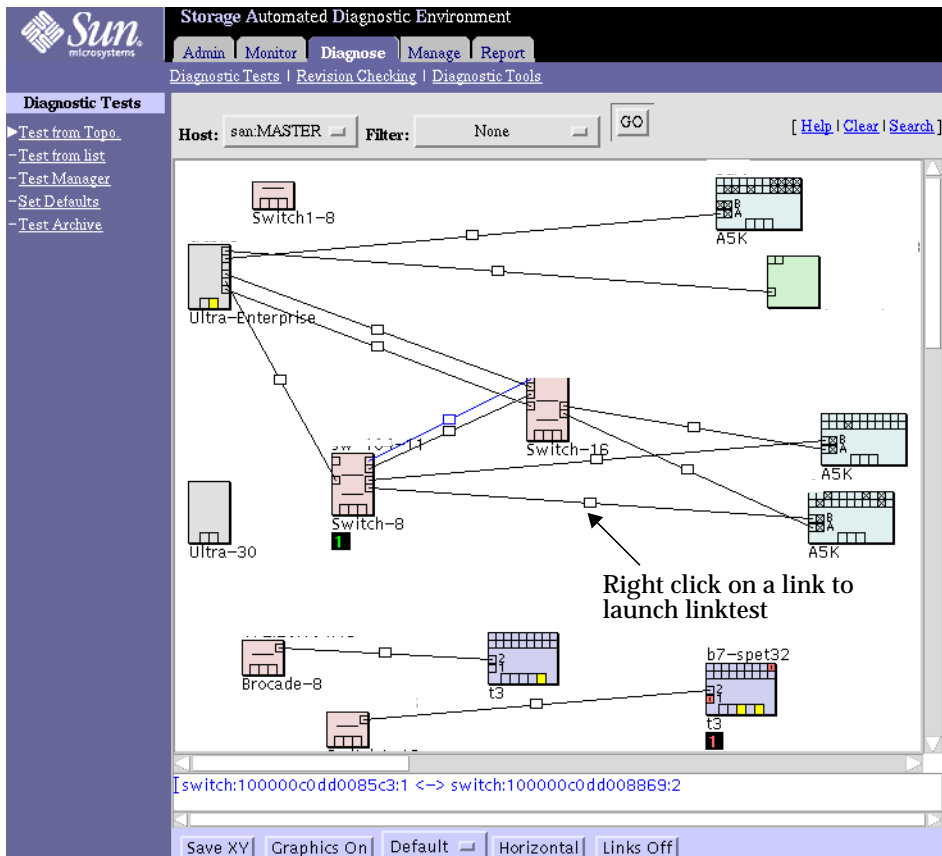 Sun
microsystems
Storage Automated Diagnostic Environment
Admin Monitor Diagnose Manage Report
Diagnostic Tests | Revision Checking | Diagnostic Tools
Diagnostic Tests
Test from Topo.
Test from list
Test Manager
Set Defaults
Test Archive
Host: san:MASTER Filter: None GO [ Help | Clear | Search ]
Switch1-8
B
A
A5K
Ultra-Enterprise
Switch-16
B
A
A5K
Switch-8
1
B
A
A5K
Ultra-30
Right click on a link to
launch linktest
Brocade-8
2
1
t3
b7-spet32
2
1
t3
1
[switch:100000c0dd0085c3:1 <-> switch:100000c0dd008869:2
Save XY Graphics On Default Horizontal Links Off